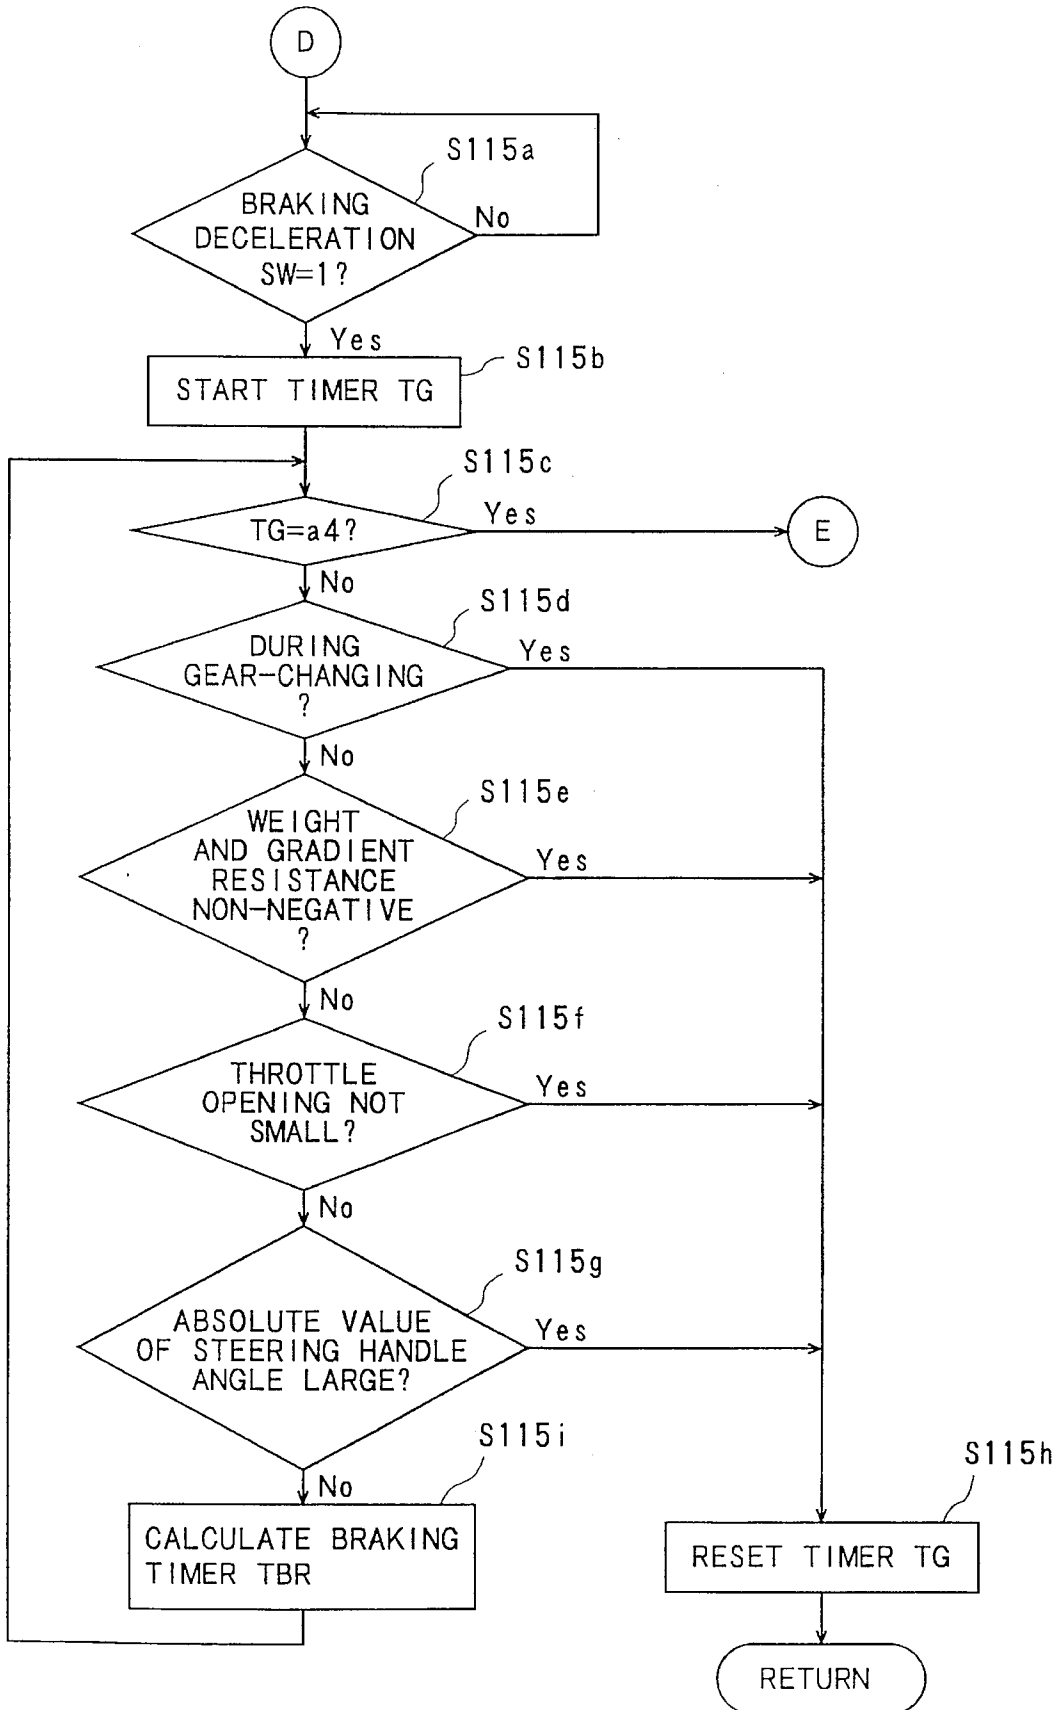 D
S115a
BRAKING
DECELERATION
SW=1?
No
Yes
S115b
START TIMER TG
S115c
TG=a4?
Yes
E
No
S115d
DURING
GEAR-CHANGING
?
Yes
No
S115e
WEIGHT
AND GRADIENT
RESISTANCE
NON-NEGATIVE
?
Yes
No
S115f
THROTTLE
OPENING NOT
SMALL?
Yes
No
S115g
ABSOLUTE VALUE
OF STEERING HANDLE
ANGLE LARGE?
Yes
No
S115i
CALCULATE BRAKING
TIMER TBR
S115h
RESET TIMER TG
RETURN